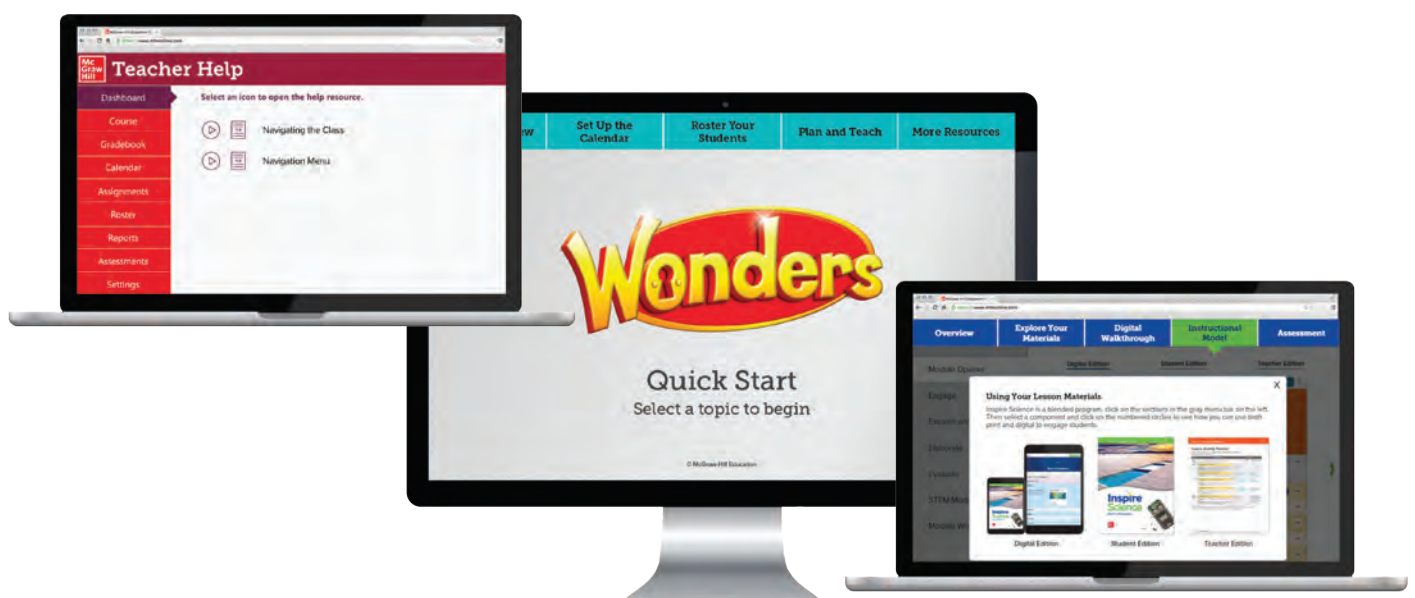 Mc
Graw
Hill
Teacher Help
Dashboard
Course
Gradebook
Calendar
Assignments
Roster
Reports
Assessments
Settings
Select an icon to open the help resource.
Navigating the Class
Navigation Menu
Set Up the
Calendar
Roster Your
Students
Plan and Teach
More Resources
Wonders
Quick Start
Select a topic to begin
© McGraw-Hill Education
Overview
Explore Your
Materials
Digital
Walkthrough
Instructional
Model
Assessment
Module Opener
Digital Edition
Student Edition
Teacher Edition
Engage
Evaluate
X
Using Your Lesson Materials
Inspire Science is a blended program, click on the sections in the gray menu bar on the left.
Then select a component and click on the numbered circles to see how you can use both
print and digital to engage students.
Inspire
Science
Digital Edition
Student Edition
Teacher Edition